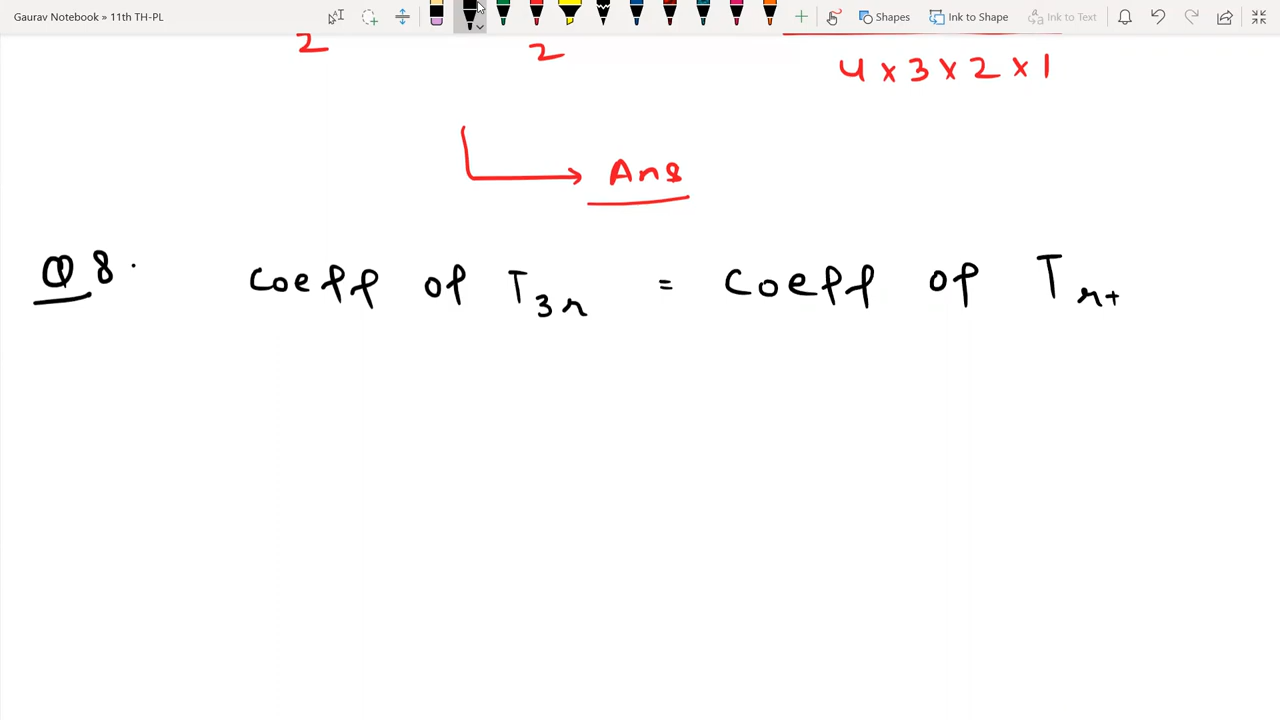 Gaurav Notebook » 11th TH-PL Shapes Ink to Shape Ink to Text
2 2 4 x 3 x 2 x 1
Ans
Q 8. Coeff of T3r = Coeff of Tr+